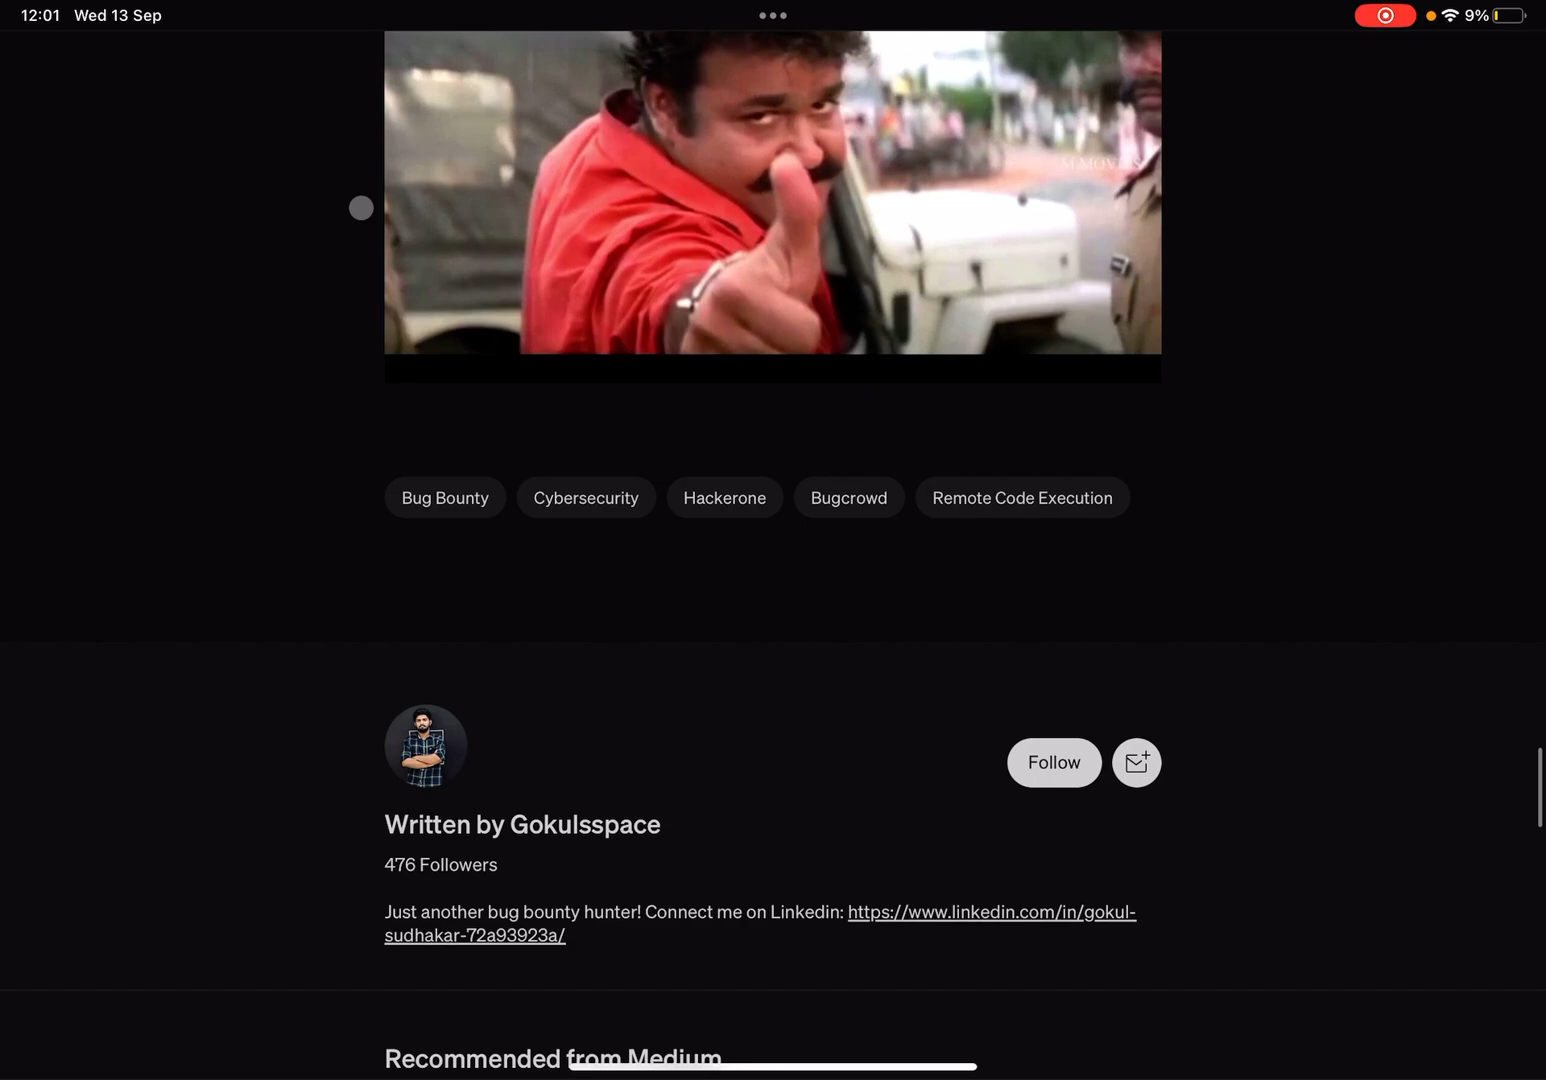 12:01 Wed 13 Sep
9%
Bug Bounty
Cybersecurity
Hackerone
Bugcrowd
Remote Code Execution
Follow
Written by Gokulsspace
476 Followers
Just another bug bounty hunter! Connect me on Linkedin: https://www.linkedin.com/in/gokul-
sudhakar-72a93923a/
Recommended from Medium